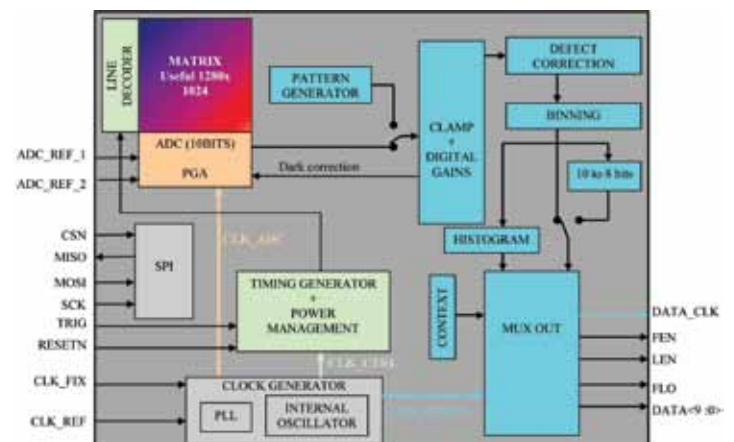 LINE
DECODER
MATRIX
Useful 1280x
1024
ADC (10BITS)
PGA
ADC_REF_1
ADC_REF_2
PATTERN
GENERATOR
CLAMP
+
DIGITAL
GAINS
DEFECT
CORRECTION
BINNING
10 to 8 bits
Dark correction
HISTOGRAM
CLK_ADC
CSN
MISO
MOSI
SCK
SPI
TRIG
RESETN
TIMING GENERATOR
+
POWER
MANAGEMENT
CONTEXT
MUX OUT
DATA_CLK
FEN
LEN
FLO
DATA<9 :0>
CLK_CTRL
CLK_FIX
CLK_REF
CLOCK GENERATOR
PLL
INTERNAL
OSCILLATOR